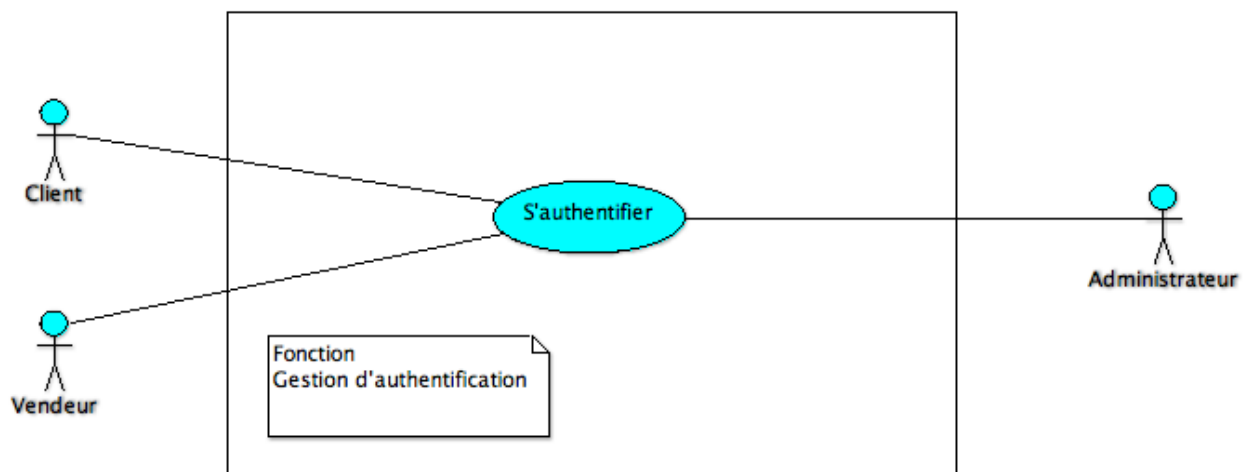 Client
S'authentifier
Administrateur
Vendeur
Fonction
Gestion d'authentification